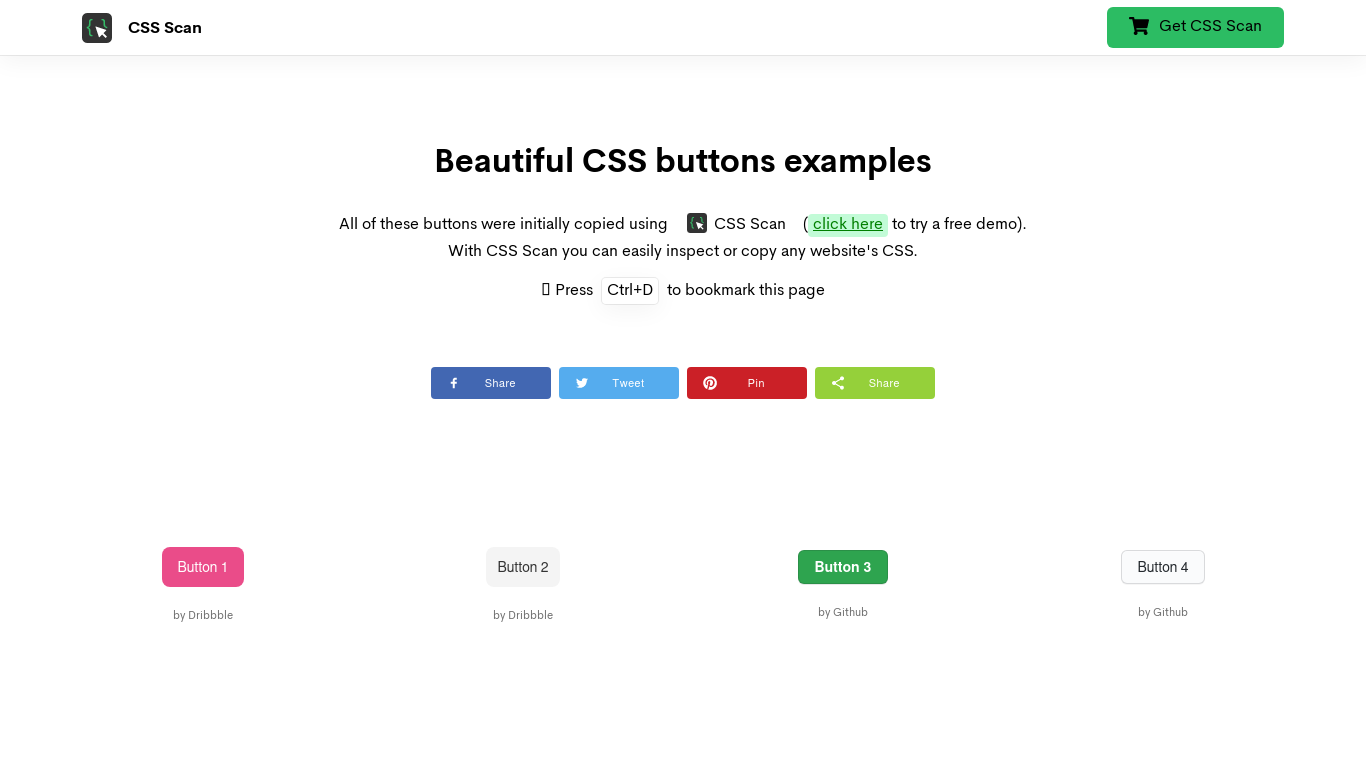 CSS Scan
Get CSS Scan
Beautiful CSS buttons examples
All of these buttons were initially copied using CSS Scan (click here to try a free demo).
With CSS Scan you can easily inspect or copy any website's CSS.
Press Ctrl+D to bookmark this page
Share
Tweet
Pin
Share
Button 1
Button 2
Button 3
Button 4
by Dribbble
by Dribbble
by Github
by Github